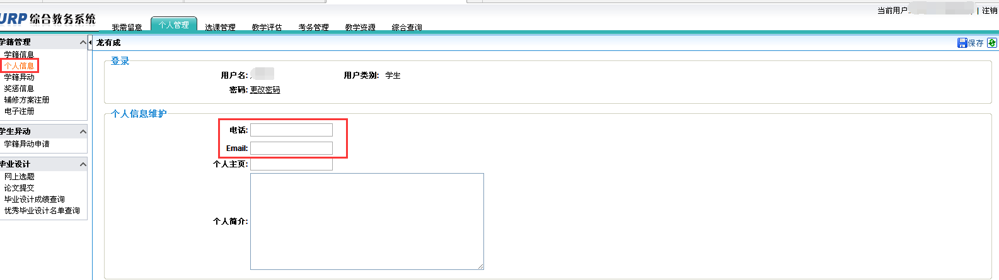 当前用户 | 注销
URP 综合教务系统
我需留意 个人管理 选课管理 教学评估 考务管理 教学资源 综合查询
学籍管理
学籍信息
个人信息
学籍异动
奖惩信息
辅修方案注册
电子注册
学生异动
学籍异动申请
毕业设计
网上选题
论文提交
毕业设计成绩查询
优秀毕业设计名单查询
龙有成
保存
登录
用户名: 用户类别: 学生
密码: 更改密码
个人信息维护
电话:
Email:
个人主页:
个人简介: